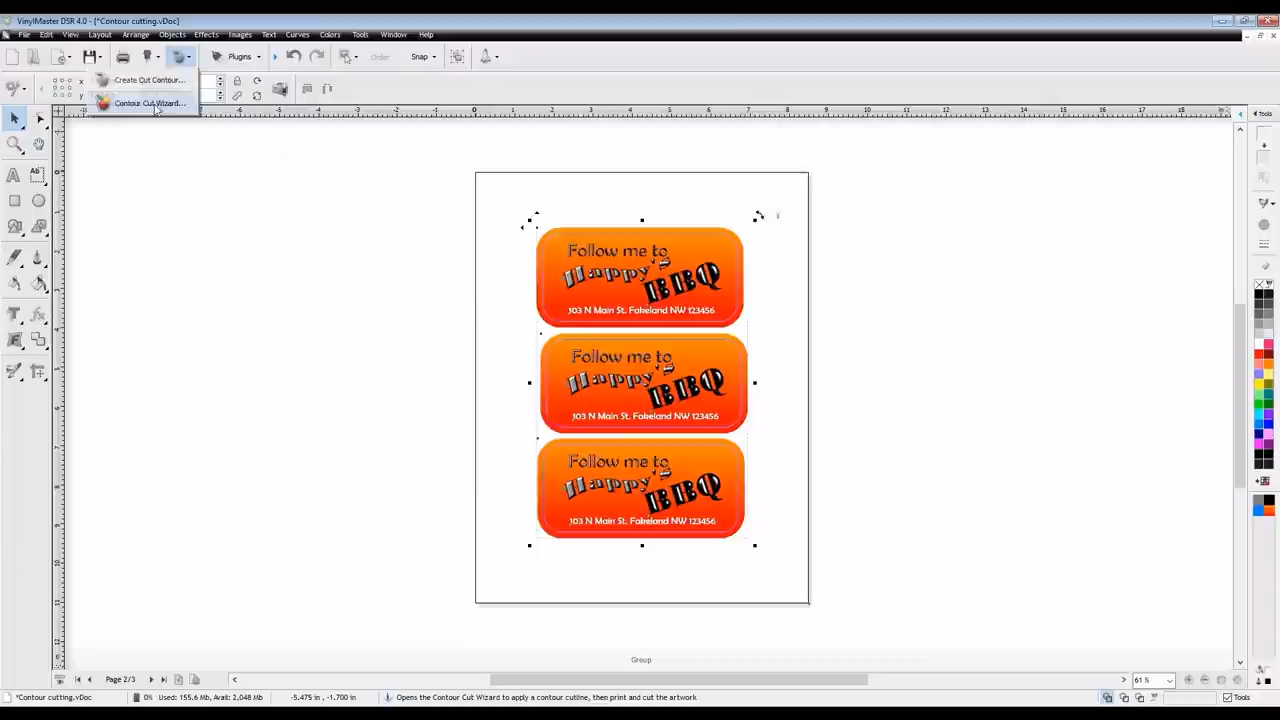 VinylMaster DSR 4.0 - [*Contour cutting.vDoc]
File Edit View Layout Arrange Objects Effects Images Text Curves Colors Tools Window Help
Plugins Order Snap
Create Cut Contour...
x
Contour Cut Wizard...
y
Tools
Follow me to
Happy's
BBQ
103 N Main St. Fakeland NW 123456
Follow me to
Happy's
BBQ
103 N Main St. Fakeland NW 123456
Follow me to
Happy's
BBQ
103 N Main St. Fakeland NW 123456
Group
Page 2/3
61 %
*Contour cutting.vDoc 0% Used: 155.6 Mb, Avail: 2,048 Mb -5.475 in , -1.700 in Opens the Contour Cut Wizard to apply a contour cutline, then print and cut the artwork Tools